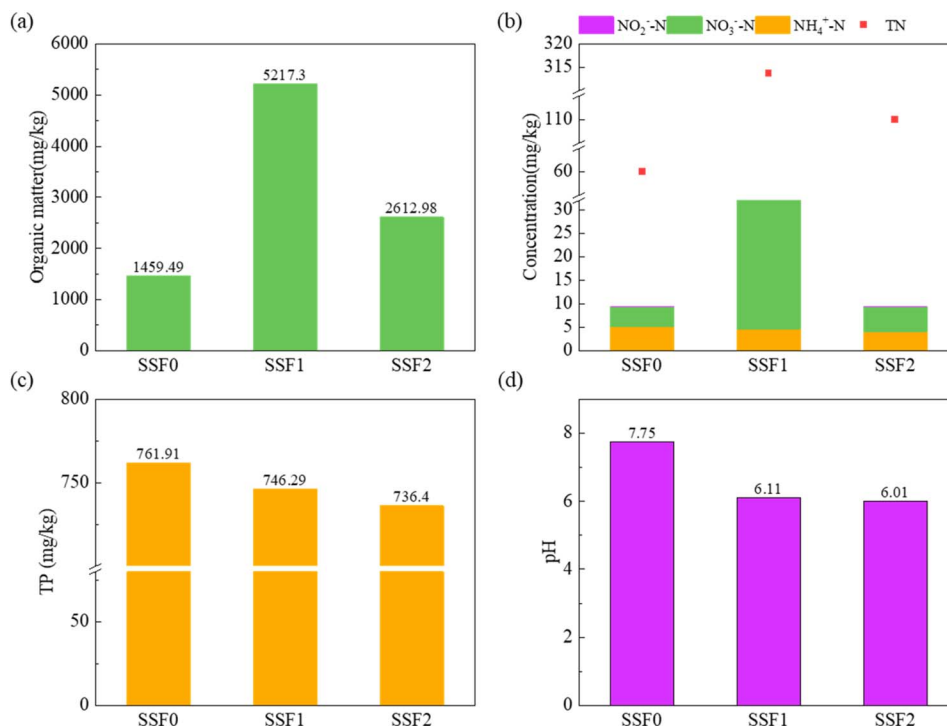 (a)
Organic matter(mg/kg)
6000
5000
4000
3000
2000
1000
0
1459.49
5217.3
2612.98
SSF0 SSF1 SSF2
(b)
NO₂⁻-N NO₃⁻-N NH₄⁺-N TN
Concentration(mg/kg)
320
315
110
60
30
25
20
15
10
5
0
SSF0 SSF1 SSF2
(c)
TP (mg/kg)
800
750
50
0
761.91
746.29
736.4
SSF0 SSF1 SSF2
(d)
pH
8
6
4
2
0
7.75
6.11
6.01
SSF0 SSF1 SSF2